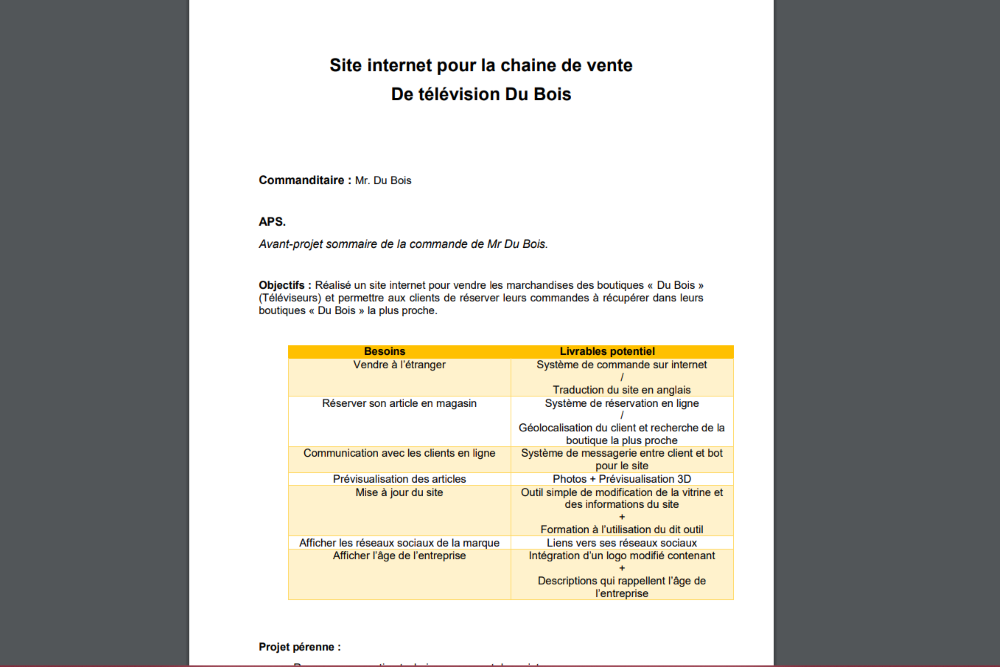 Site internet pour la chaine de vente
De télévision Du Bois
Commanditaire : Mr. Du Bois
APS.
Avant-projet sommaire de la commande de Mr Du Bois.
Objectifs : Réalisé un site internet pour vendre les marchandises des boutiques « Du Bois »
(Téléviseurs) et permettre aux clients de réserver leurs commandes à récupérer dans leurs
boutiques « Du Bois » la plus proche.
Besoins Livrables potentiel
Vendre à l'étranger Système de commande sur internet
/
Traduction du site en anglais
Réserver son article en magasin Système de réservation en ligne
/
Géolocalisation du client et recherche de la
boutique la plus proche
Communication avec les clients en ligne Système de messagerie entre client et bot
pour le site
Prévisualisation des articles Photos + Prévisualisation 3D
Mise à jour du site Outil simple de modification de la vitrine et
des informations du site
+
Formation à l'utilisation du dit outil
Afficher les réseaux sociaux de la marque Liens vers ses réseaux sociaux
Afficher l'âge de l'entreprise Intégration d'un logo modifié contenant
+
Descriptions qui rappellent l'âge de
l'entreprise
Projet pérenne :